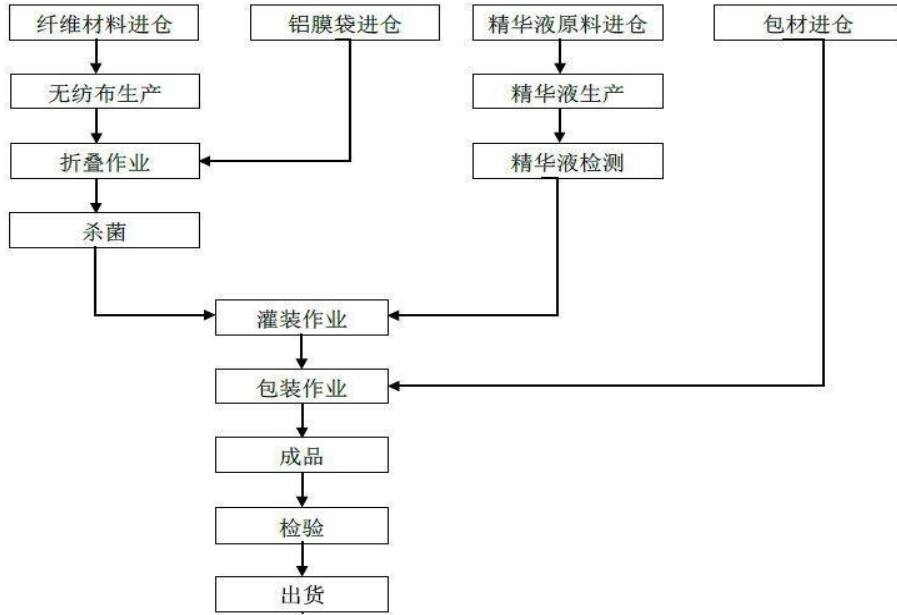 纤维材料进仓
铝膜袋进仓
精华液原料进仓
包材进仓
无纺布生产
精华液生产
折叠作业
精华液检测
杀菌
灌装作业
包装作业
成品
检验
出货